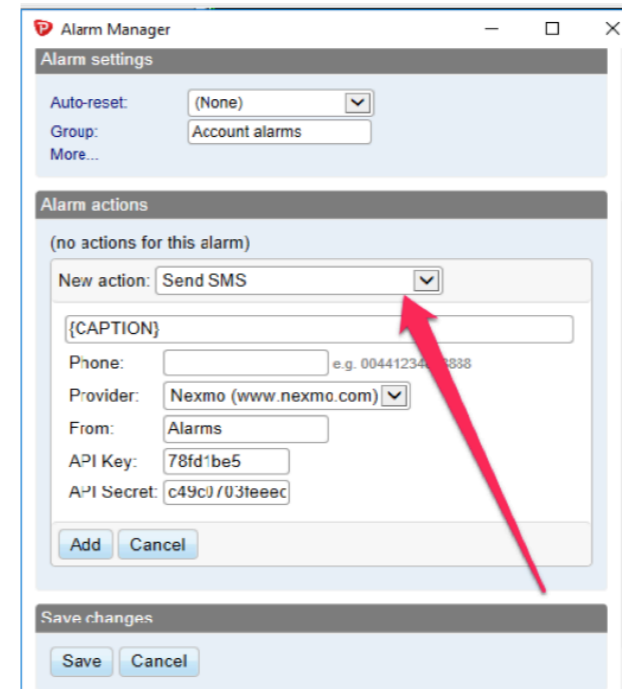 Alarm Manager
Alarm settings
Auto-reset: (None)
Group: Account alarms
More...
Alarm actions
(no actions for this alarm)
New action: Send SMS
{CAPTION}
Phone: e.g. 00441234
Provider: Nexmo (www.nexmo.com)
From: Alarms
API Key: 78fd1be5
API Secret: c49c0703feeec
Add Cancel
Save changes
Save Cancel